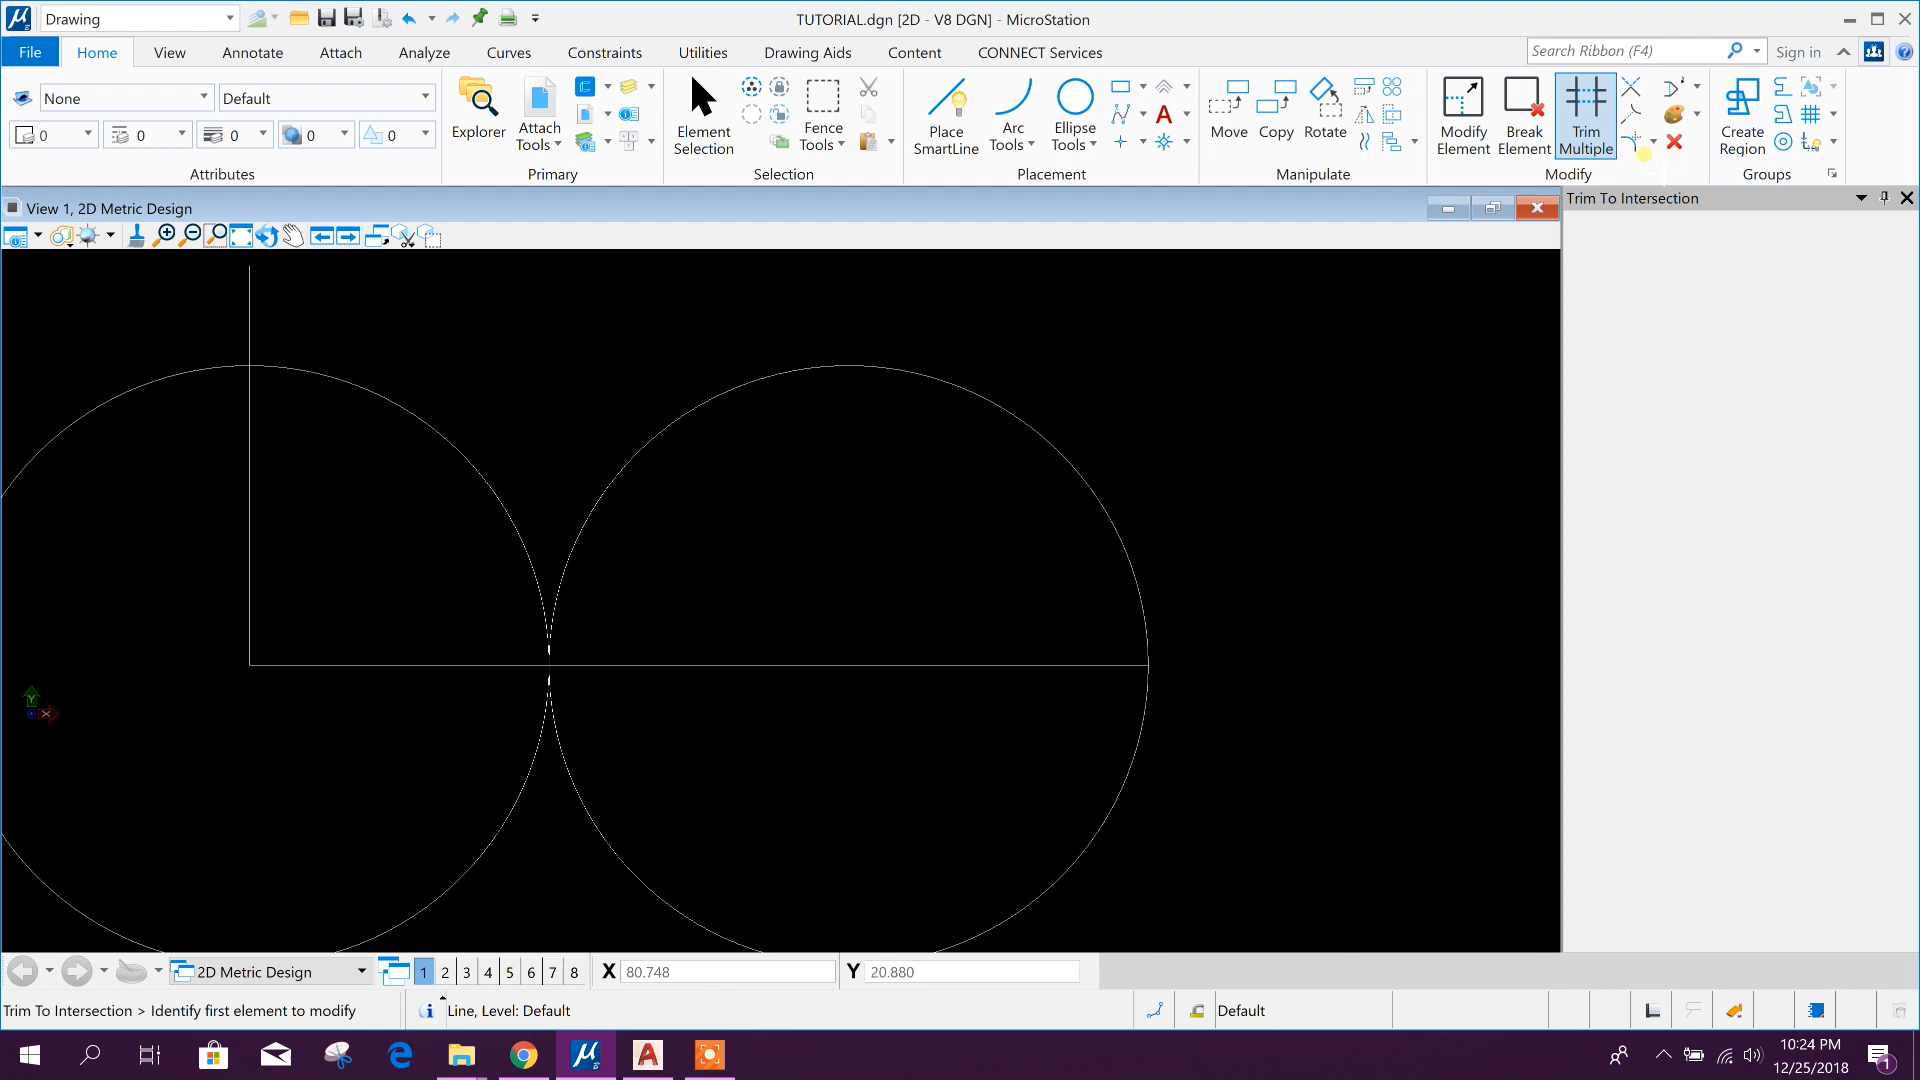 Drawing
TUTORIAL.dgn [2D - V8 DGN] - MicroStation
File Home View Annotate Attach Analyze Curves Constraints Utilities Drawing Aids Content CONNECT Services
Search Ribbon (F4) Sign in
None Default
0 0 0 0 0
Attributes
Explorer
Attach
Tools
Primary
Element
Selection
Fence
Tools
Selection
Place
SmartLine
Arc
Tools
Ellipse
Tools
Placement
Move Copy Rotate
Manipulate
Modify
Element
Break
Element
Trim
Multiple
Modify
Create
Region
Groups
View 1, 2D Metric Design
Trim To Intersection
Y
X
2D Metric Design 1 2 3 4 5 6 7 8 X 80.748 Y 20.880
Trim To Intersection > Identify first element to modify Line, Level: Default Default
10:24 PM
12/25/2018
1